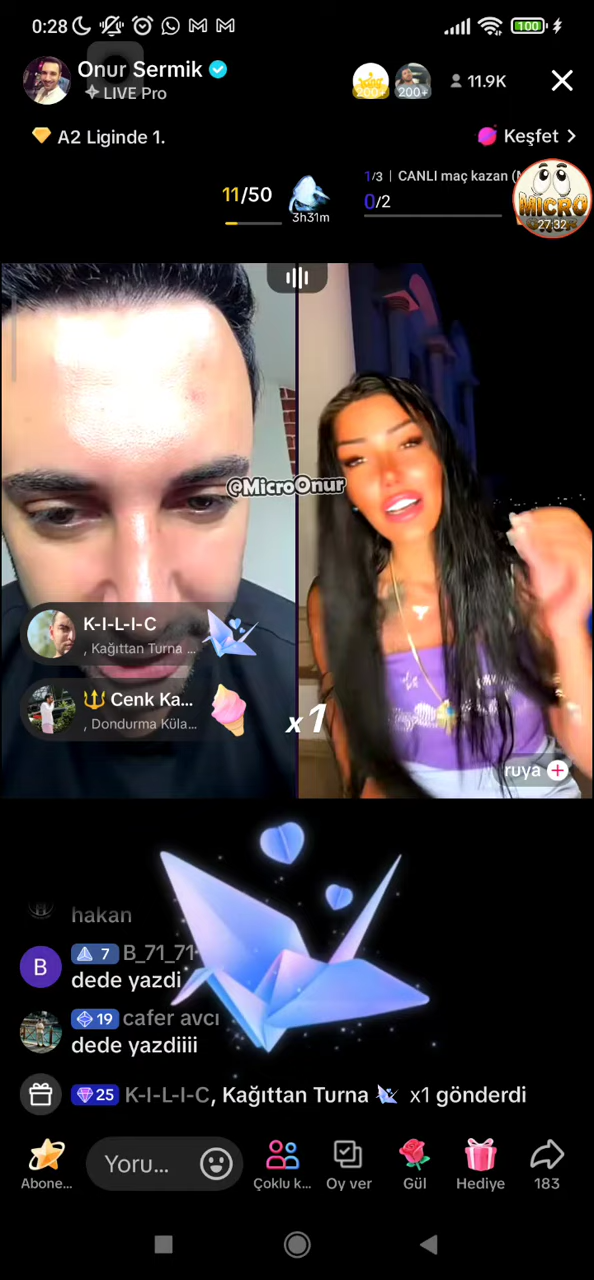 0:28
100
Onur Sermik
LIVE Pro
200+
200+
11.9K
A2 Liginde 1.
Keşfet
11/50
3h31m
1/3 | CANLI maç kazan
0/2
MICRO
27:32
@MicroOnur
K-I-L-I-C
, Kağıttan Turna ...
Cenk Ka...
, Dondurma Küla...
x1
ruya
hakan
B
7 B_71_71
dede yazdi
19 cafer avcı
dede yazdiiii
25 K-I-L-I-C, Kağıttan Turna x1 gönderdi
Abone...
Yoru...
Çoklu k...
Oy ver
Gül
Hediye
183